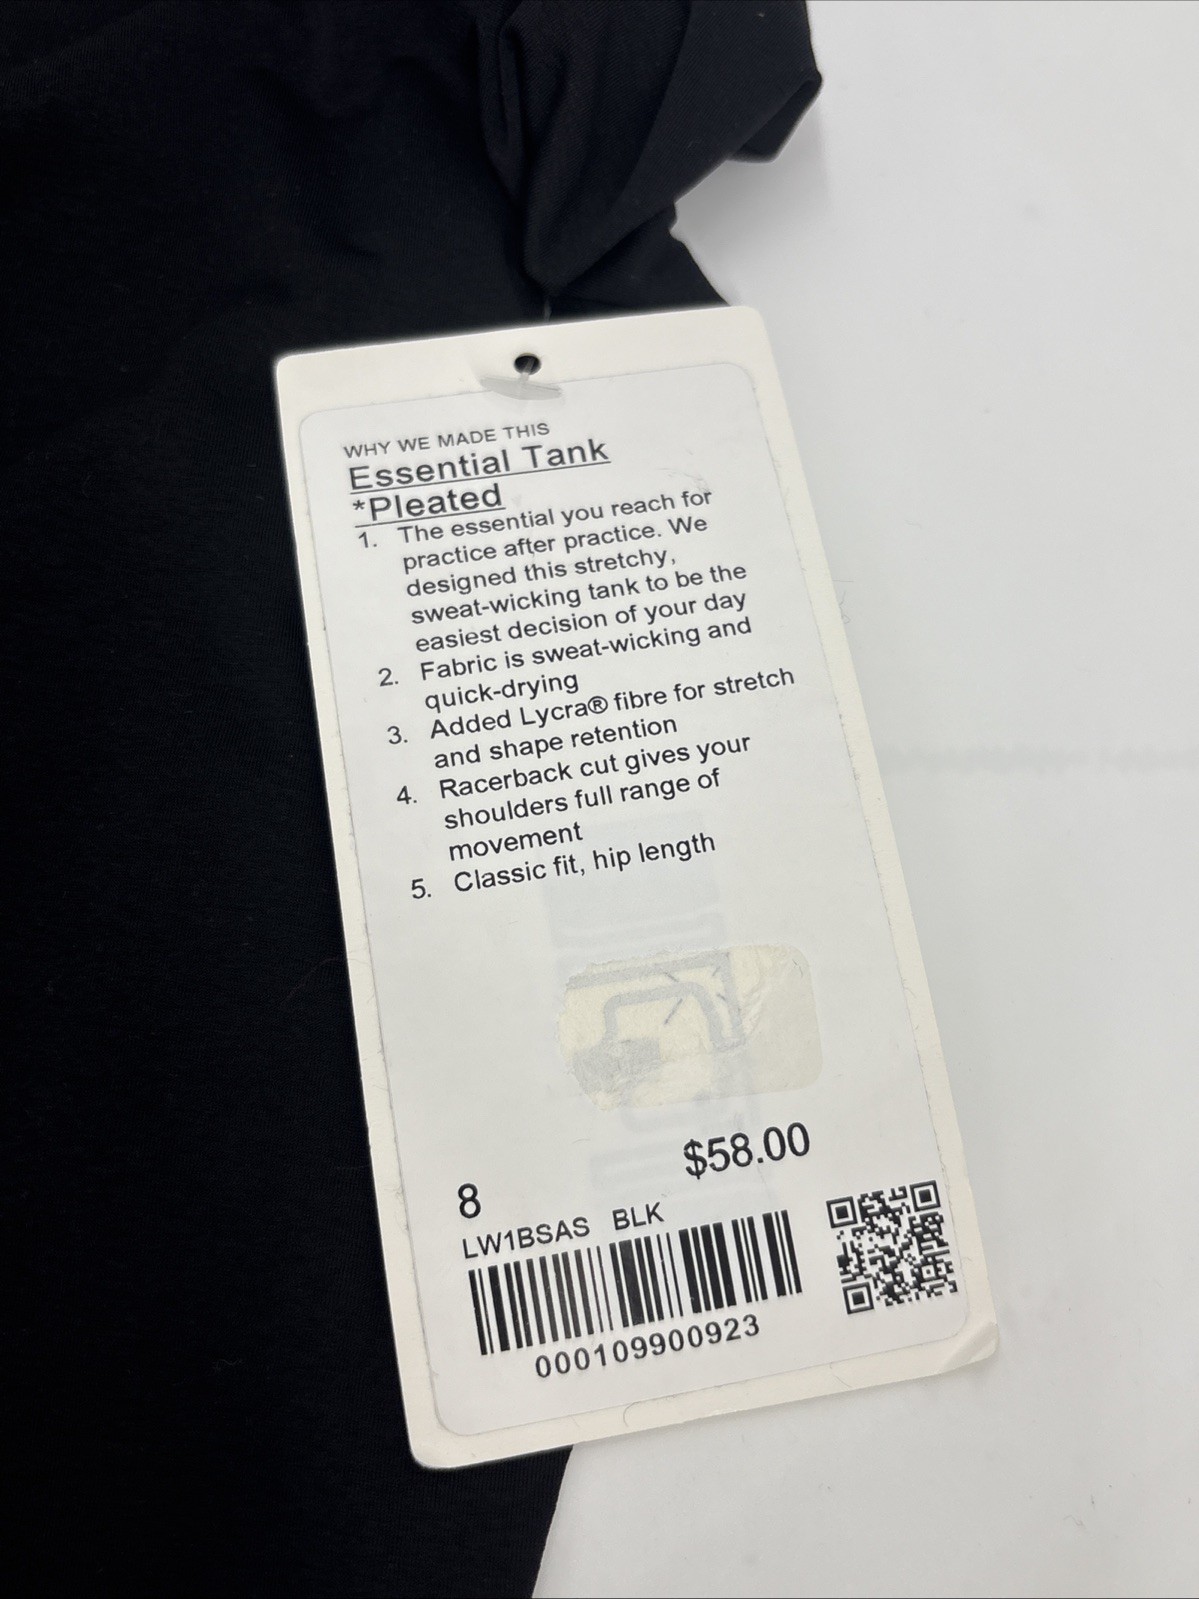 WHY WE MADE THIS
Essential Tank
*Pleated
1. The essential you reach for
practice after practice. We
designed this stretchy,
sweat-wicking tank to be the
easiest decision of your day
2. Fabric is sweat-wicking and
quick-drying
3. Added Lycra® fibre for stretch
and shape retention
4. Racerback cut gives your
shoulders full range of
movement
5. Classic fit, hip length
$58.00
8
LW1BSAS BLK
000109900923